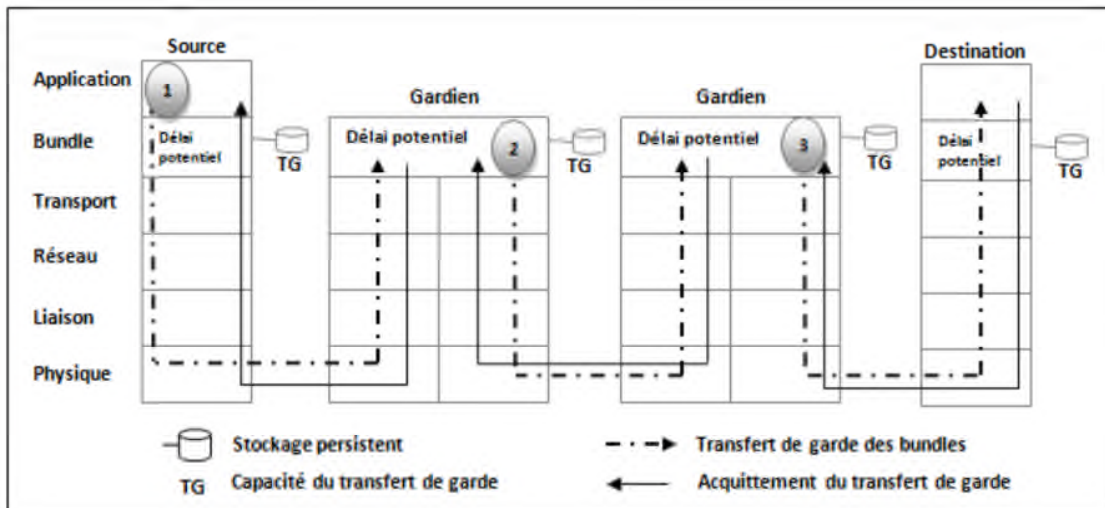 Source
Destination
Application
1
Gardien
Gardien
Bundle
Délai
potentiel
TG
Délai potentiel
2
TG
Délai potentiel
3
TG
Délai
potentiel
TG
Transport
Réseau
Liaison
Physique
Stockage persistent
Transfert de garde des bundles
TG
Capacité du transfert de garde
Acquittement du transfert de garde